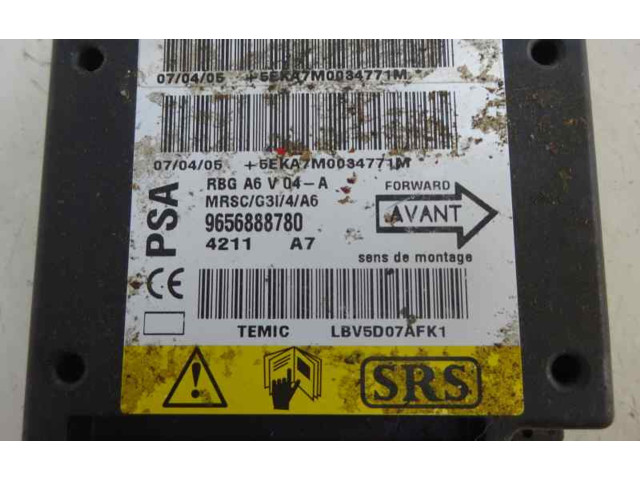 07/04/05 +5EKA7M0034771M
07/04/05 +5EKA7M0034771M
PSA
RBG A6 V 04-A
MRSC/G3I/4/A6
9656888780
4211 A7
FORWARD
AVANT
sens de montage
CE
TEMIC LBV5D07AFK1
SRS